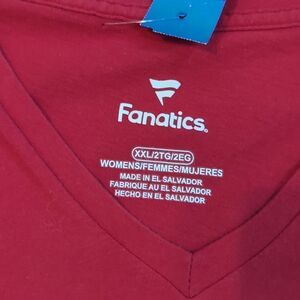 Fanatics.
XXL/2TG/2EG
WOMENS/FEMMES/MUJERES
MADE IN EL SALVADOR
FABRIQUE AU EL SALVADOR
HECHO EN EL SALVADOR